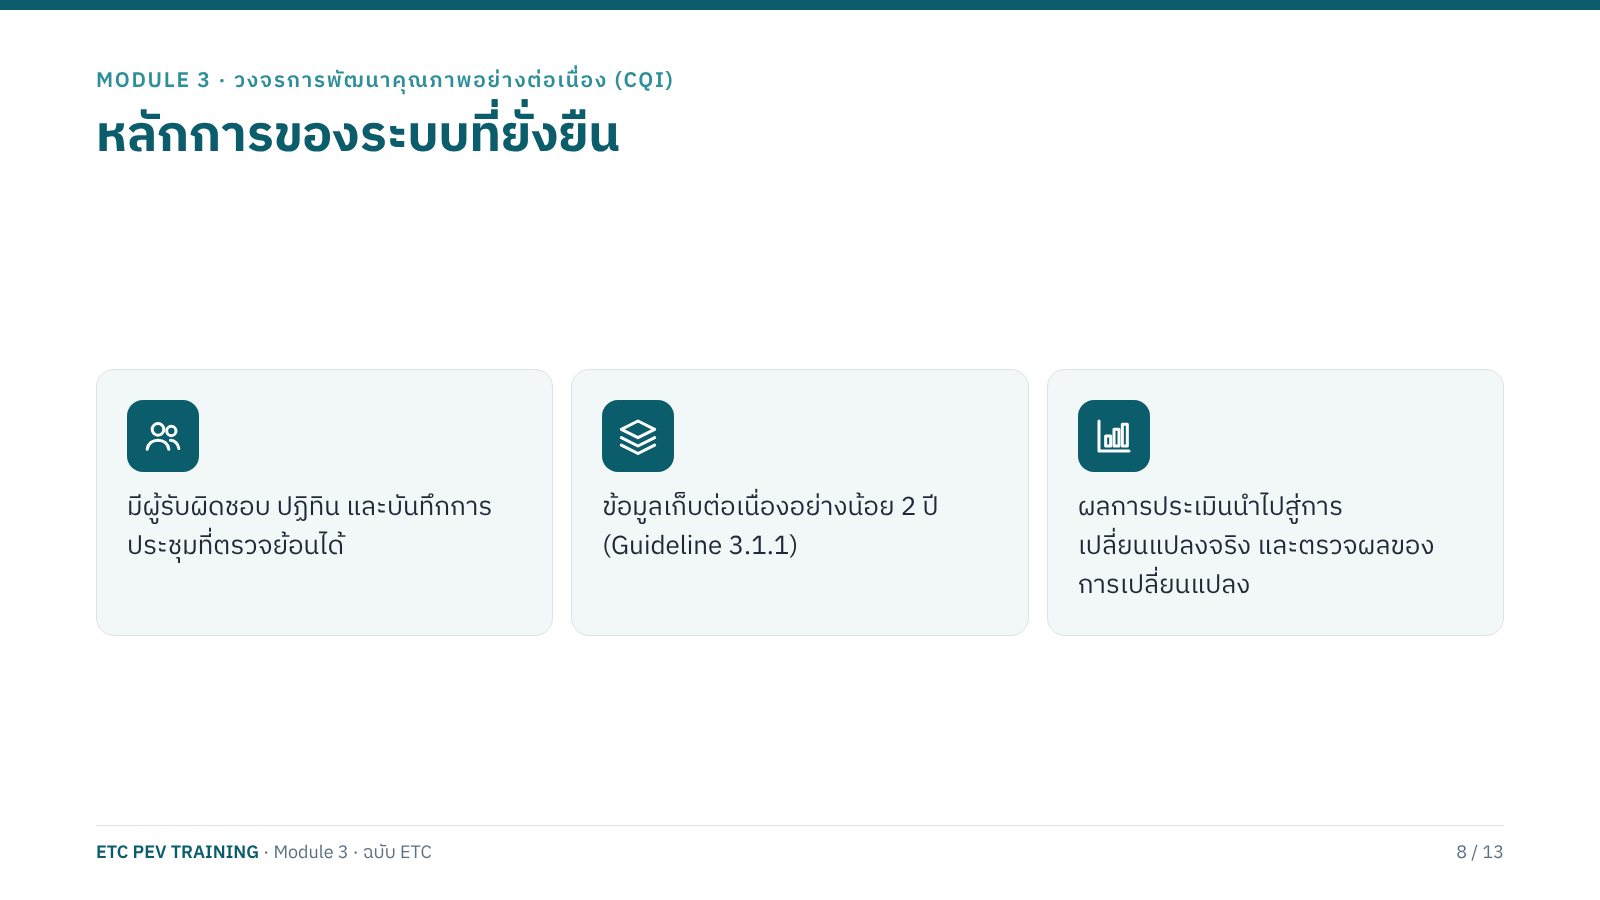 MODULE 3 · วงจรการพัฒนาคุณภาพอย่างต่อเนื่อง (CQI)
หลักการของระบบที่ยั่งยืน
มีผู้รับผิดชอบ ปฏิทิน และบันทึกการ
ประชุมที่ตรวจย้อนได้
ข้อมูลเก็บต่อเนื่องอย่างน้อย 2 ปี
(Guideline 3.1.1)
ผลการประเมินนำไปสู่การ
เปลี่ยนแปลงจริง และตรวจผลของ
การเปลี่ยนแปลง
ETC PEV TRAINING · Module 3 · ฉบับ ETC
8 / 13